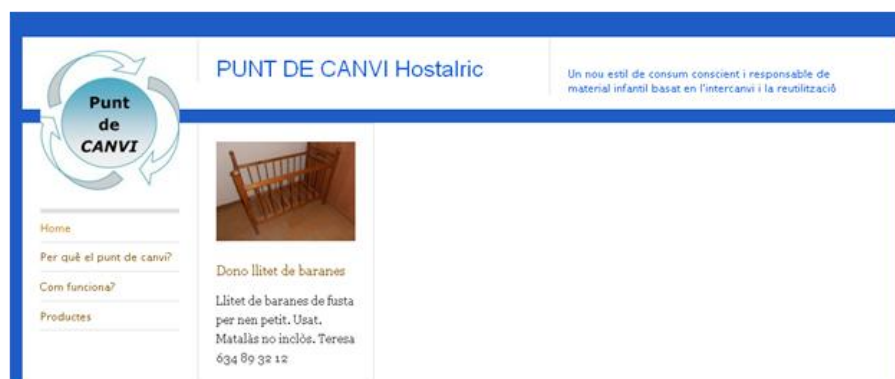 PUNT DE CANVI Hostalric
Un nou estil de consum conscient i responsable de
material infantil basat en l'intercanvi i la reutilització
Punt
de
CANVI
Home
Per què el punt de canvi?
Com funciona?
Productes
Dono llitet de baranes
Llitet de baranes de fusta
per nen petit. Usat.
Matalàs no inclòs. Teresa
634 89 32 12